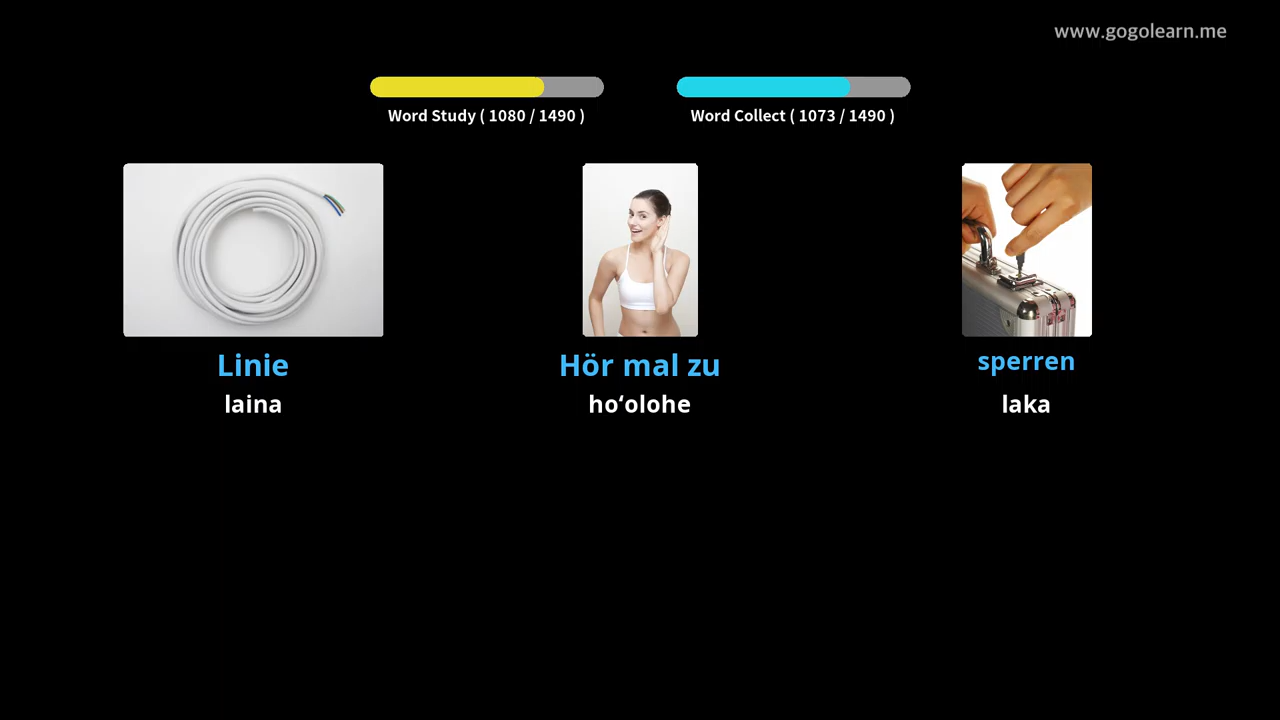 www.gogolearn.me
Word Study ( 1080 / 1490 )
Word Collect ( 1073 / 1490 )
Linie
Hör mal zu
sperren
laina
hoʻolohe
laka